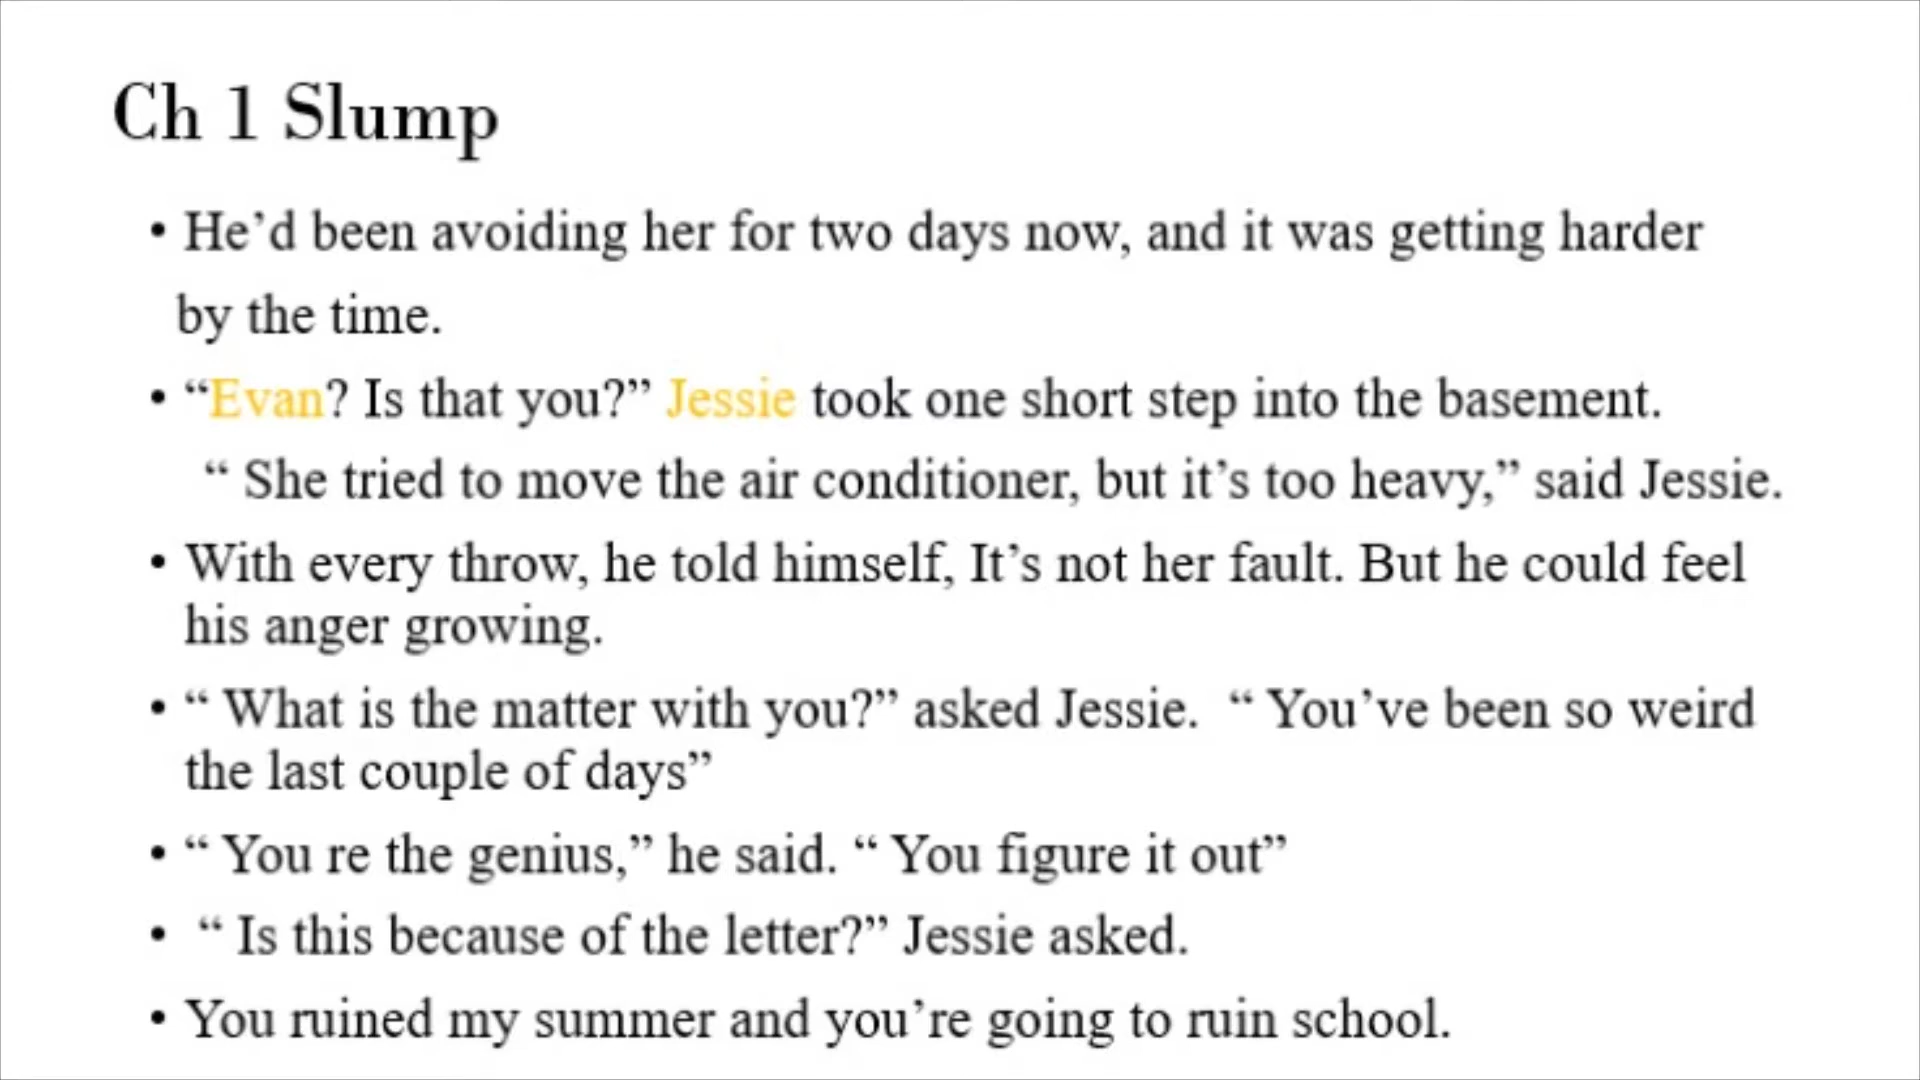 Ch 1 Slump
• He’d been avoiding her for two days now, and it was getting harder
by the time.
• “Evan? Is that you?” Jessie took one short step into the basement.
“ She tried to move the air conditioner, but it’s too heavy,” said Jessie.
• With every throw, he told himself, It’s not her fault. But he could feel
his anger growing.
• “ What is the matter with you?” asked Jessie.  “ You’ve been so weird
the last couple of days”
• “ You re the genius,” he said. “ You figure it out”
• “ Is this because of the letter?” Jessie asked.
• You ruined my summer and you’re going to ruin school.